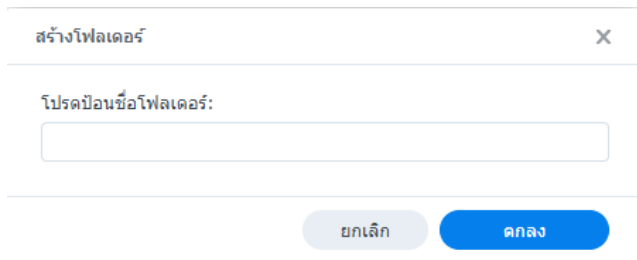 สร้างโฟลเดอร์
โปรดป้อนชื่อโฟลเดอร์:
ยกเลิก
ตกลง